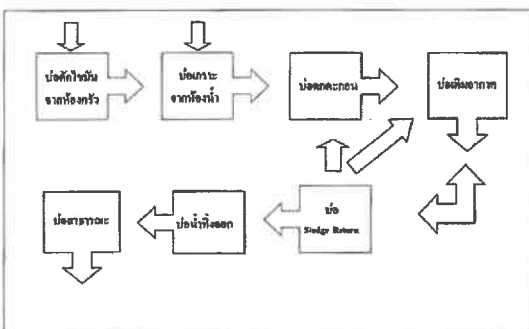 บ่อดักไขมัน
จากห้องครัว
บ่อเกรอะ
จากห้องน้ำ
บ่อตกตะกอน
บ่อเติมอากาศ
บ่อสาธารณะ
บ่อน้ำทิ้งออก
บ่อ
Sludge Return